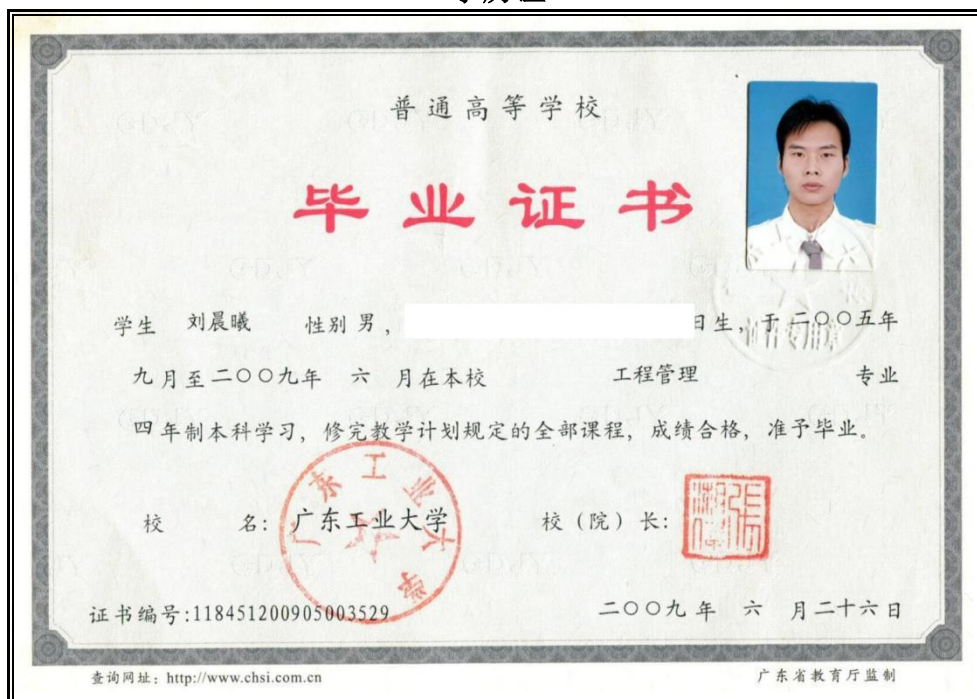 普通高等学校
毕业证书
学生 刘晨曦 性别 男， 日生，于二〇〇五年
九月至二〇〇九年 六 月在本校 工程管理 专业
四年制本科学习，修完教学计划规定的全部课程，成绩合格，准予毕业。
校 名：广东工业大学 校（院）长：
广东工业大学
证书编号:118451200905003529 二〇〇九年 六 月二十六日
查询网址：http://www.chsi.com.cn 广东省教育厅监制